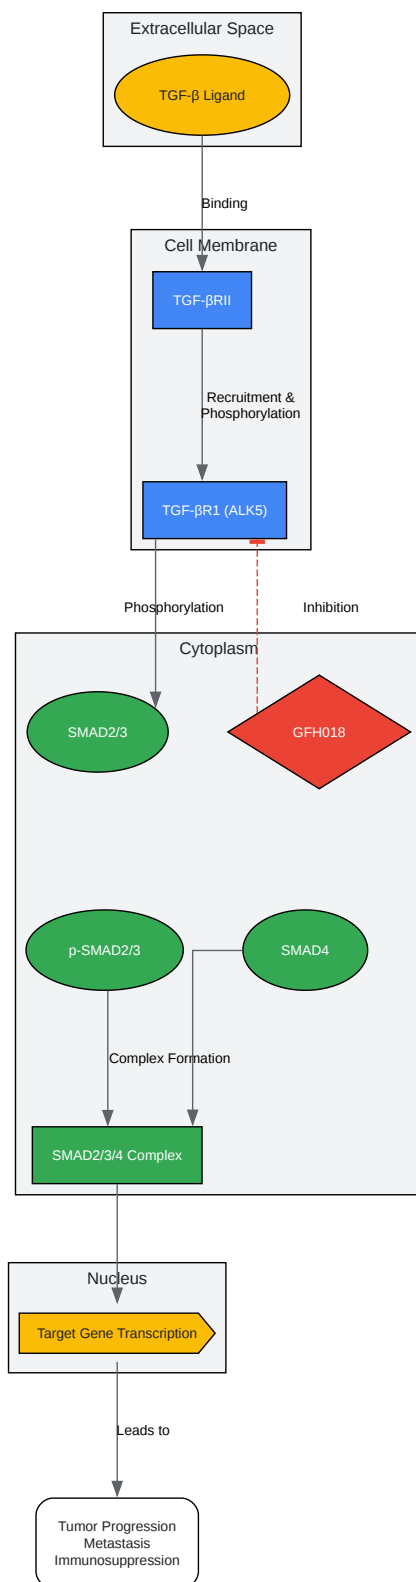 Extracellular Space
TGF-β Ligand
Binding
Cell Membrane
TGF-βRII
Recruitment &
Phosphorylation
TGF-βR1 (ALK5)
Phosphorylation
Inhibition
Cytoplasm
SMAD2/3
GFH018
p-SMAD2/3
SMAD4
Complex Formation
SMAD2/3/4 Complex
Nucleus
Target Gene Transcription
Leads to
Tumor Progression
Metastasis
Immunosuppression